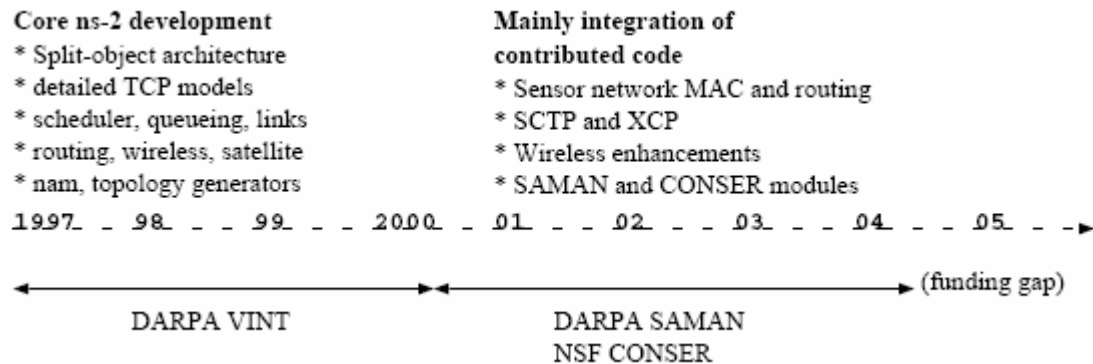 Core ns-2 development
* Split-object architecture
* detailed TCP models
* scheduler, queueing, links
* routing, wireless, satellite
* nam, topology generators
Mainly integration of
contributed code
* Sensor network MAC and routing
* SCTP and XCP
* Wireless enhancements
* SAMAN and CONSER modules
1997 98 99 2000 01 02 03 04 05
(funding gap)
DARPA VINT
DARPA SAMAN
NSF CONSER